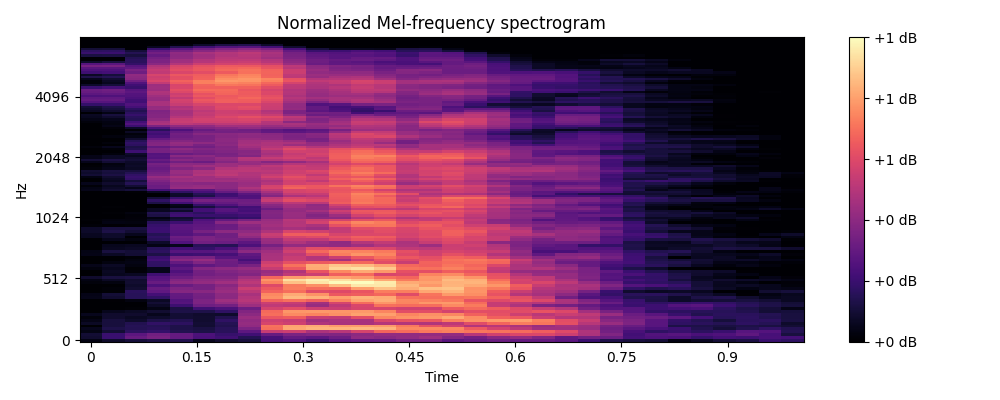 Normalized Mel-frequency spectrogram
Hz
4096
2048
1024
512
0
0 0.15 0.3 0.45 0.6 0.75 0.9
Time
+1 dB
+1 dB
+1 dB
+0 dB
+0 dB
+0 dB